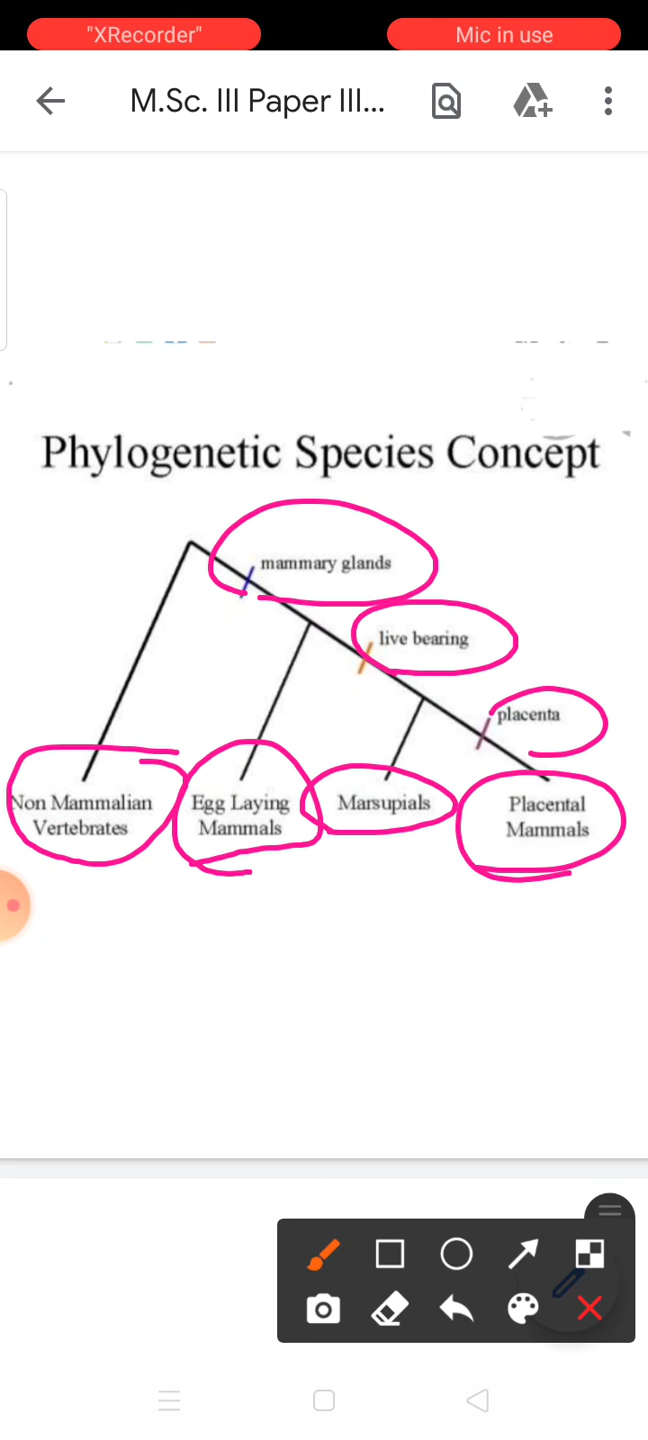 "XRecorder"
Mic in use
M.Sc. III Paper III...
Phylogenetic Species Concept
mammary glands
live bearing
placenta
Non Mammalian
Vertebrates
Egg Laying
Mammals
Marsupials
Placental
Mammals